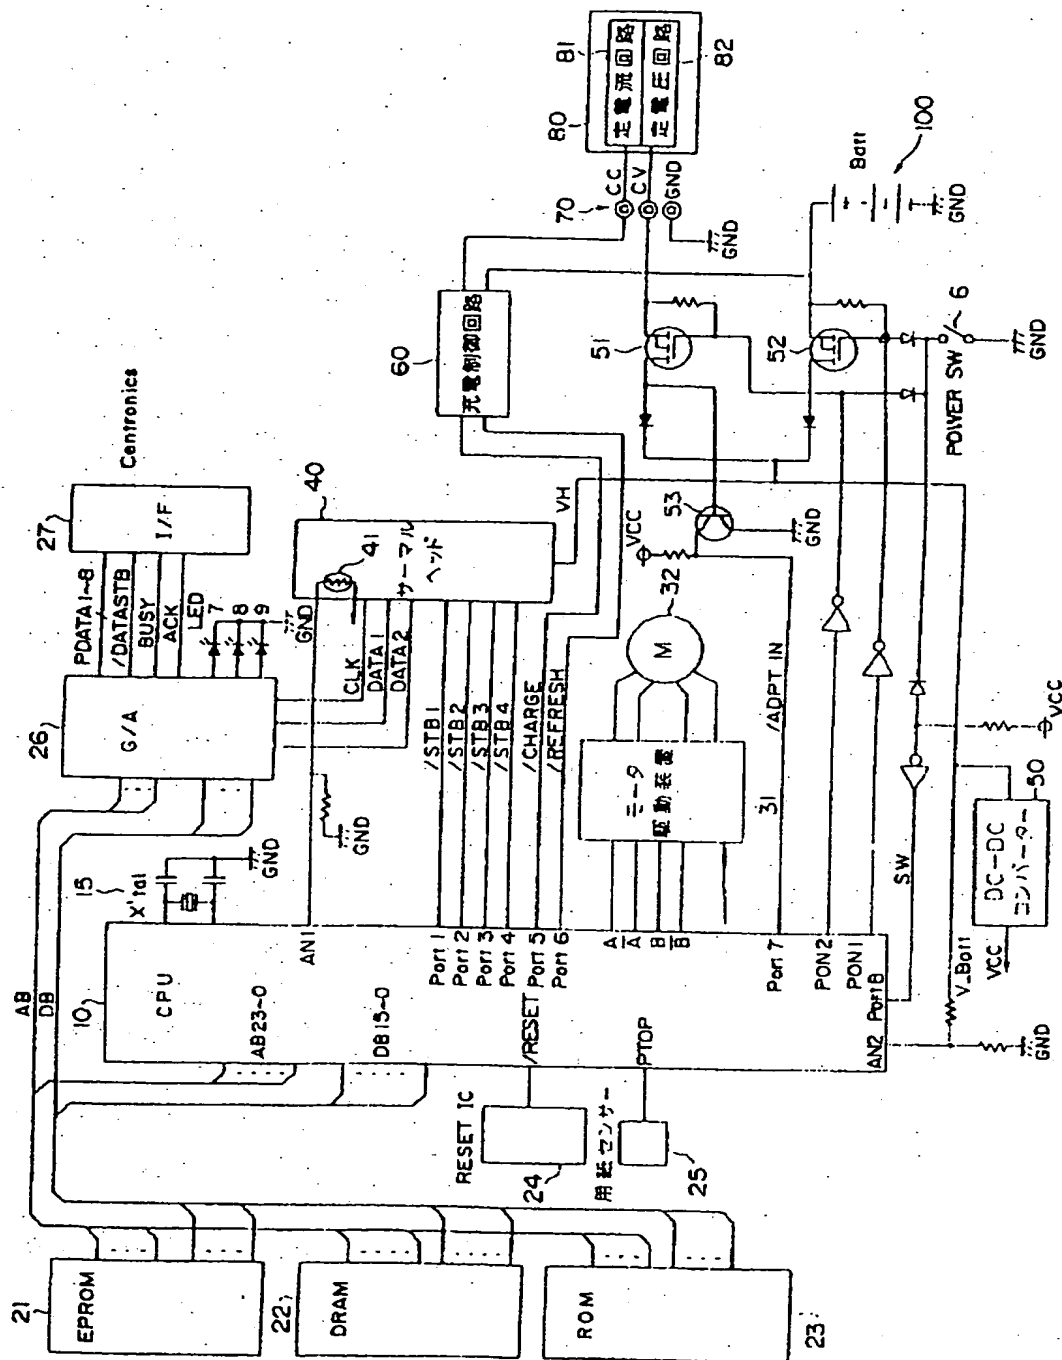 21
EPROM
22
DRAM
ROM
23
AB
DB
10
CPU
AB23~0
DB15~0
/RESET
PTOP
RESET IC
24
用紙センサー
25
15
X'tal
GND
AN1
Port 1
Port 2
Port 3
Port 4
Port 5
Port 6
A
A̅
B
B̅
Port 7
PON2
PON1
Port 8
AN2
GND
26
G/A
PDATA1~8
/DATASTB
BUSY
ACK
LED
7
8
9
GND
27
I/F
Centronics
CLK
DATA1
DATA2
GND
/STB1
/STB2
/STB3
/STB4
/CHARGE
/REFRESH
40
41
サーマル
ヘッド
VH
モータ
駆動装置
31
M
32
/ADPT IN
VCC
53
GND
60
充電制御回路
51
52
70
CC
CV
GND
GND
80
定電流回路
81
定電圧回路
82
Batt
100
GND
POWER SW
6
GND
SW
V_Batt
VCC
DC-DC
コンバーター
50
VCC